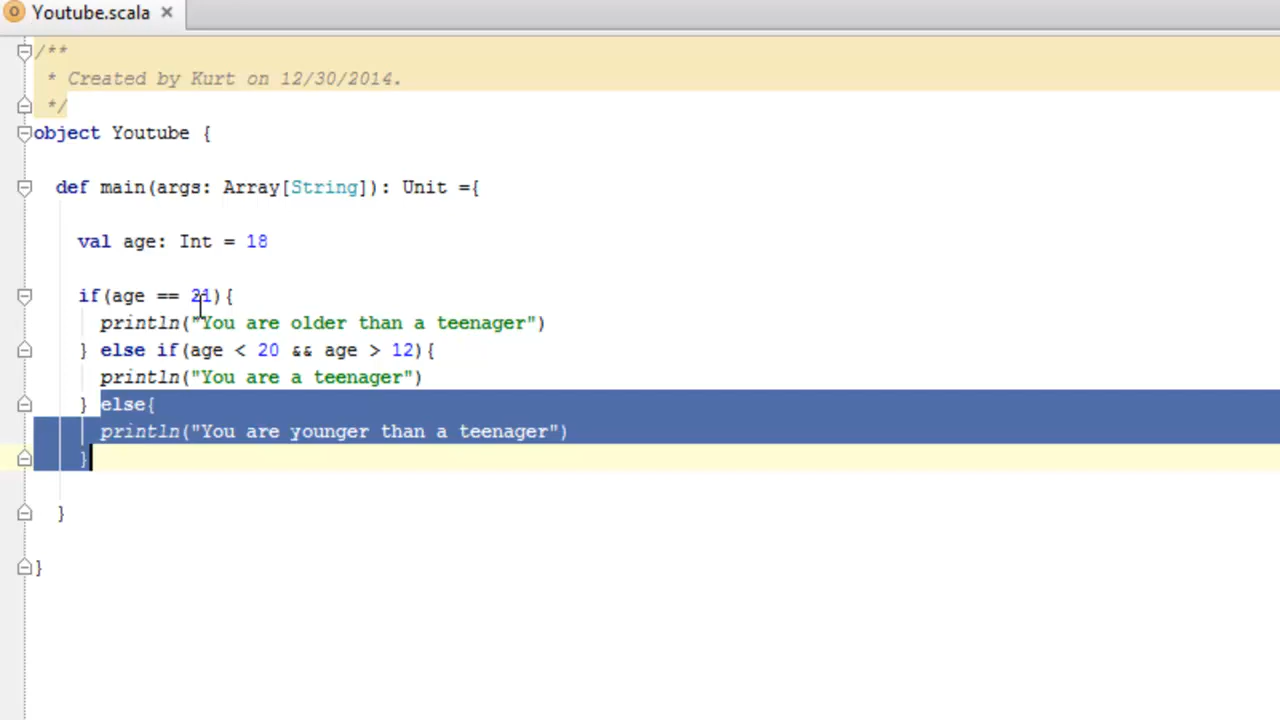 Youtube.scala
/**
 * Created by Kurt on 12/30/2014.
 */
object Youtube {
  def main(args: Array[String]): Unit ={
    val age: Int = 18
    if(age == 21){
      println("You are older than a teenager")
    } else if(age < 20 && age > 12){
      println("You are a teenager")
    } else{
      println("You are younger than a teenager")
    }
  }
}